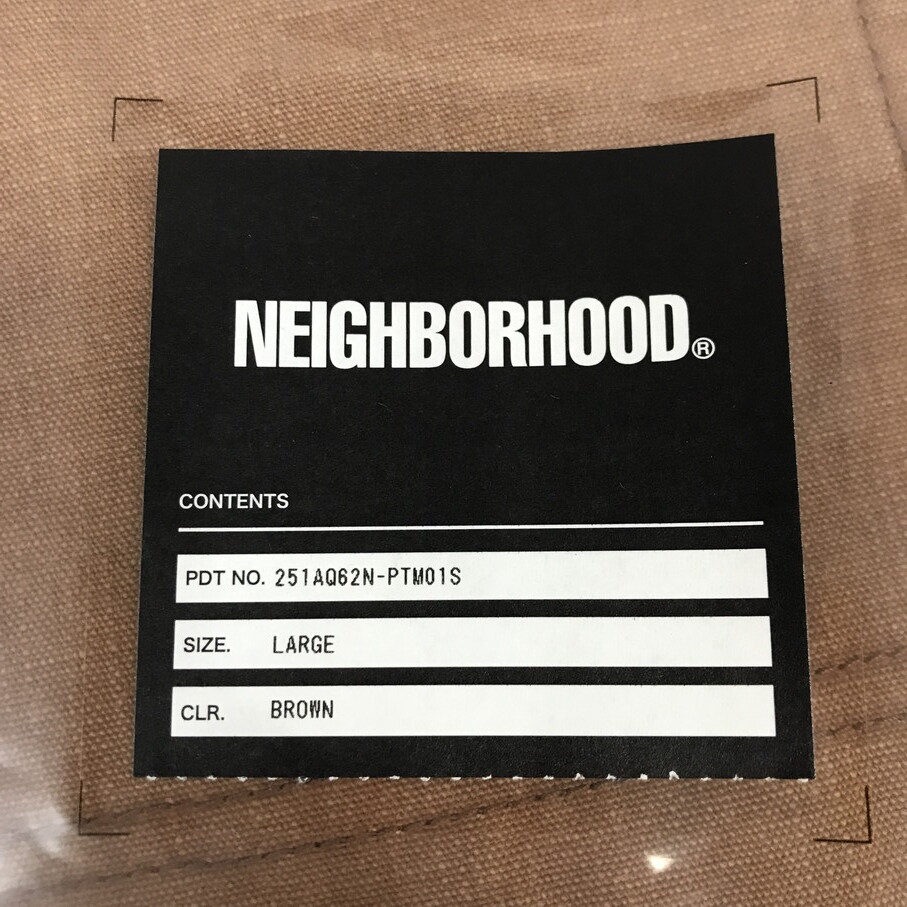 NEIGHBORHOOD®
CONTENTS
PDT NO. 251AQ62N-PTM01S
SIZE. LARGE
CLR. BROWN